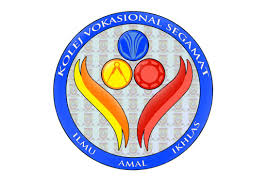 KOLEJ VOKASIONAL SEGAMAT
ILMU
AMAL
IKHLAS